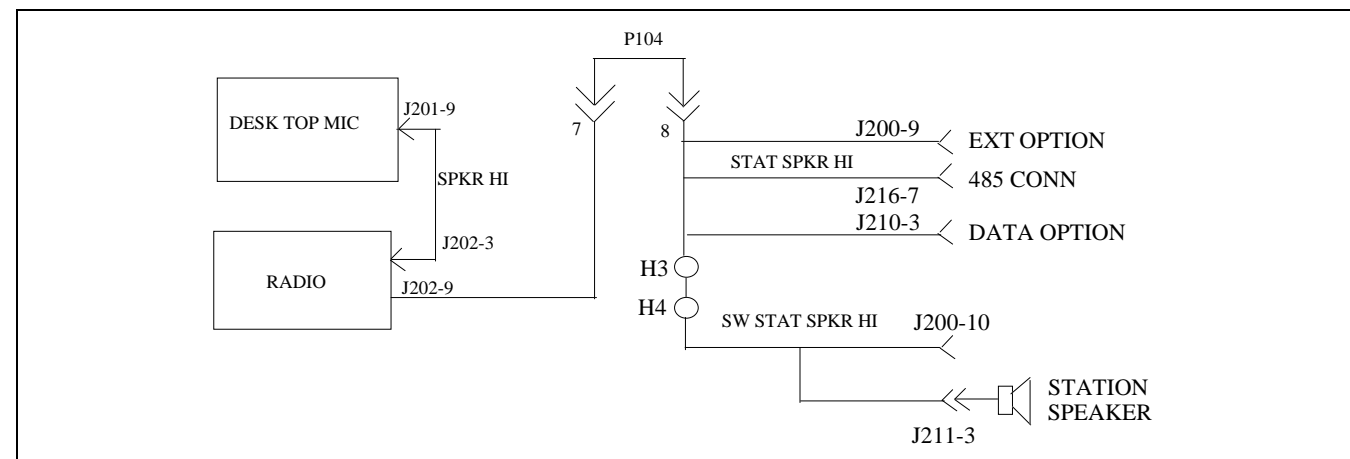 P104
J201-9
DESK TOP MIC
7
8
J200-9
EXT OPTION
STAT SPKR HI
SPKR HI
485 CONN
J216-7
J210-3
DATA OPTION
J202-3
H3
RADIO
J202-9
H4
SW STAT SPKR HI
J200-10
STATION
SPEAKER
J211-3